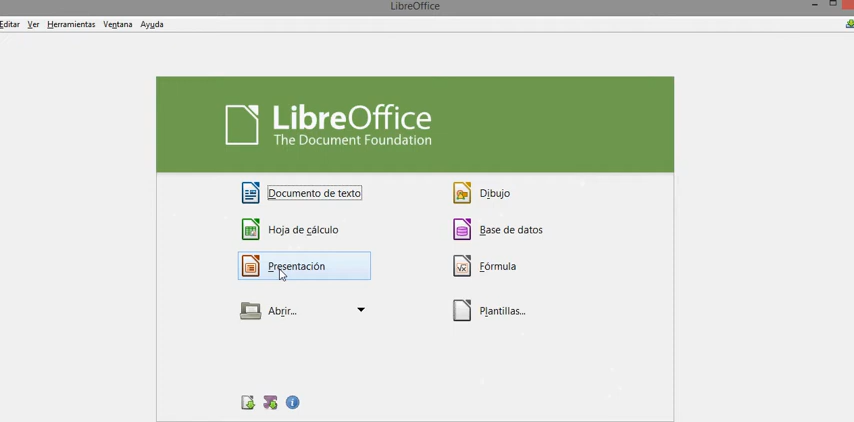 LibreOffice
Editar Ver Herramientas Ventana Ayuda
LibreOffice
The Document Foundation
Documento de texto
Dibujo
Hoja de cálculo
Base de datos
Presentación
Fórmula
Abrir...
Plantillas...